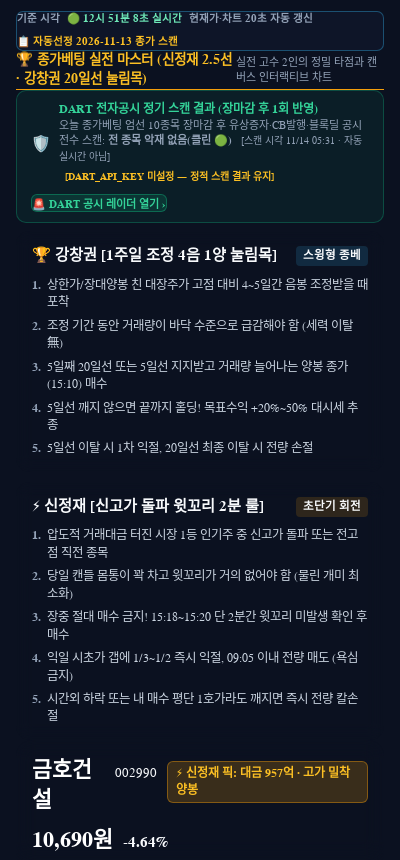 기준 시각 🟢 12시 51분 8초 실시간 현재가·차트 20초 자동 갱신
📋 자동선정 2026-11-13 종가 스캔
🏆 종가베팅 실전 마스터 (신정재 2.5선
· 강창권 20일선 눌림목)
실전 고수 2인의 정밀 타점과 캔
버스 인터랙티브 차트
🛡️
DART 전자공시 정기 스캔 결과 (장마감 후 1회 반영)
오늘 종가베팅 엄선 10종목 장마감 후 유상증자·CB발행·블록딜 공시
전수 스캔: 전 종목 악재 없음(클린 🟢) [스캔 시각 11/14 05:31 · 자동
실시간 아님]
[DART_API_KEY 미설정 — 정적 스캔 결과 유지]
🚨 DART 공시 레이더 열기 ›
🏆 강창권 [1주일 조정 4음 1양 눌림목]
스윙형 종베
1. 상한가/장대양봉 친 대장주가 고점 대비 4~5일간 음봉 조정받을 때
포착
2. 조정 기간 동안 거래량이 바닥 수준으로 급감해야 함 (세력 이탈
無)
3. 5일째 20일선 또는 5일선 지지받고 거래량 늘어나는 양봉 종가
(15:10) 매수
4. 5일선 깨지 않으면 끝까지 홀딩! 목표수익 +20%~50% 대시세 추
종
5. 5일선 이탈 시 1차 익절, 20일선 최종 이탈 시 전량 손절
⚡ 신정재 [신고가 돌파 윗꼬리 2분 룰]
초단기 회전
1. 압도적 거래대금 터진 시장 1등 인기주 중 신고가 돌파 또는 전고
점 직전 종목
2. 당일 캔들 몸통이 꽉 차고 윗꼬리가 거의 없어야 함 (물린 개미 최
소화)
3. 장중 절대 매수 금지! 15:18~15:20 단 2분간 윗꼬리 미발생 확인 후
매수
4. 익일 시초가 갭에 1/3~1/2 즉시 익절, 09:05 이내 전량 매도 (욕심
금지)
5. 시간외 하락 또는 내 매수 평단 1호가라도 깨지면 즉시 전량 칼손
절
금호건
설
002990
⚡ 신정재 픽: 대금 957억 · 고가 밀착
양봉
10,690원 -4.64%